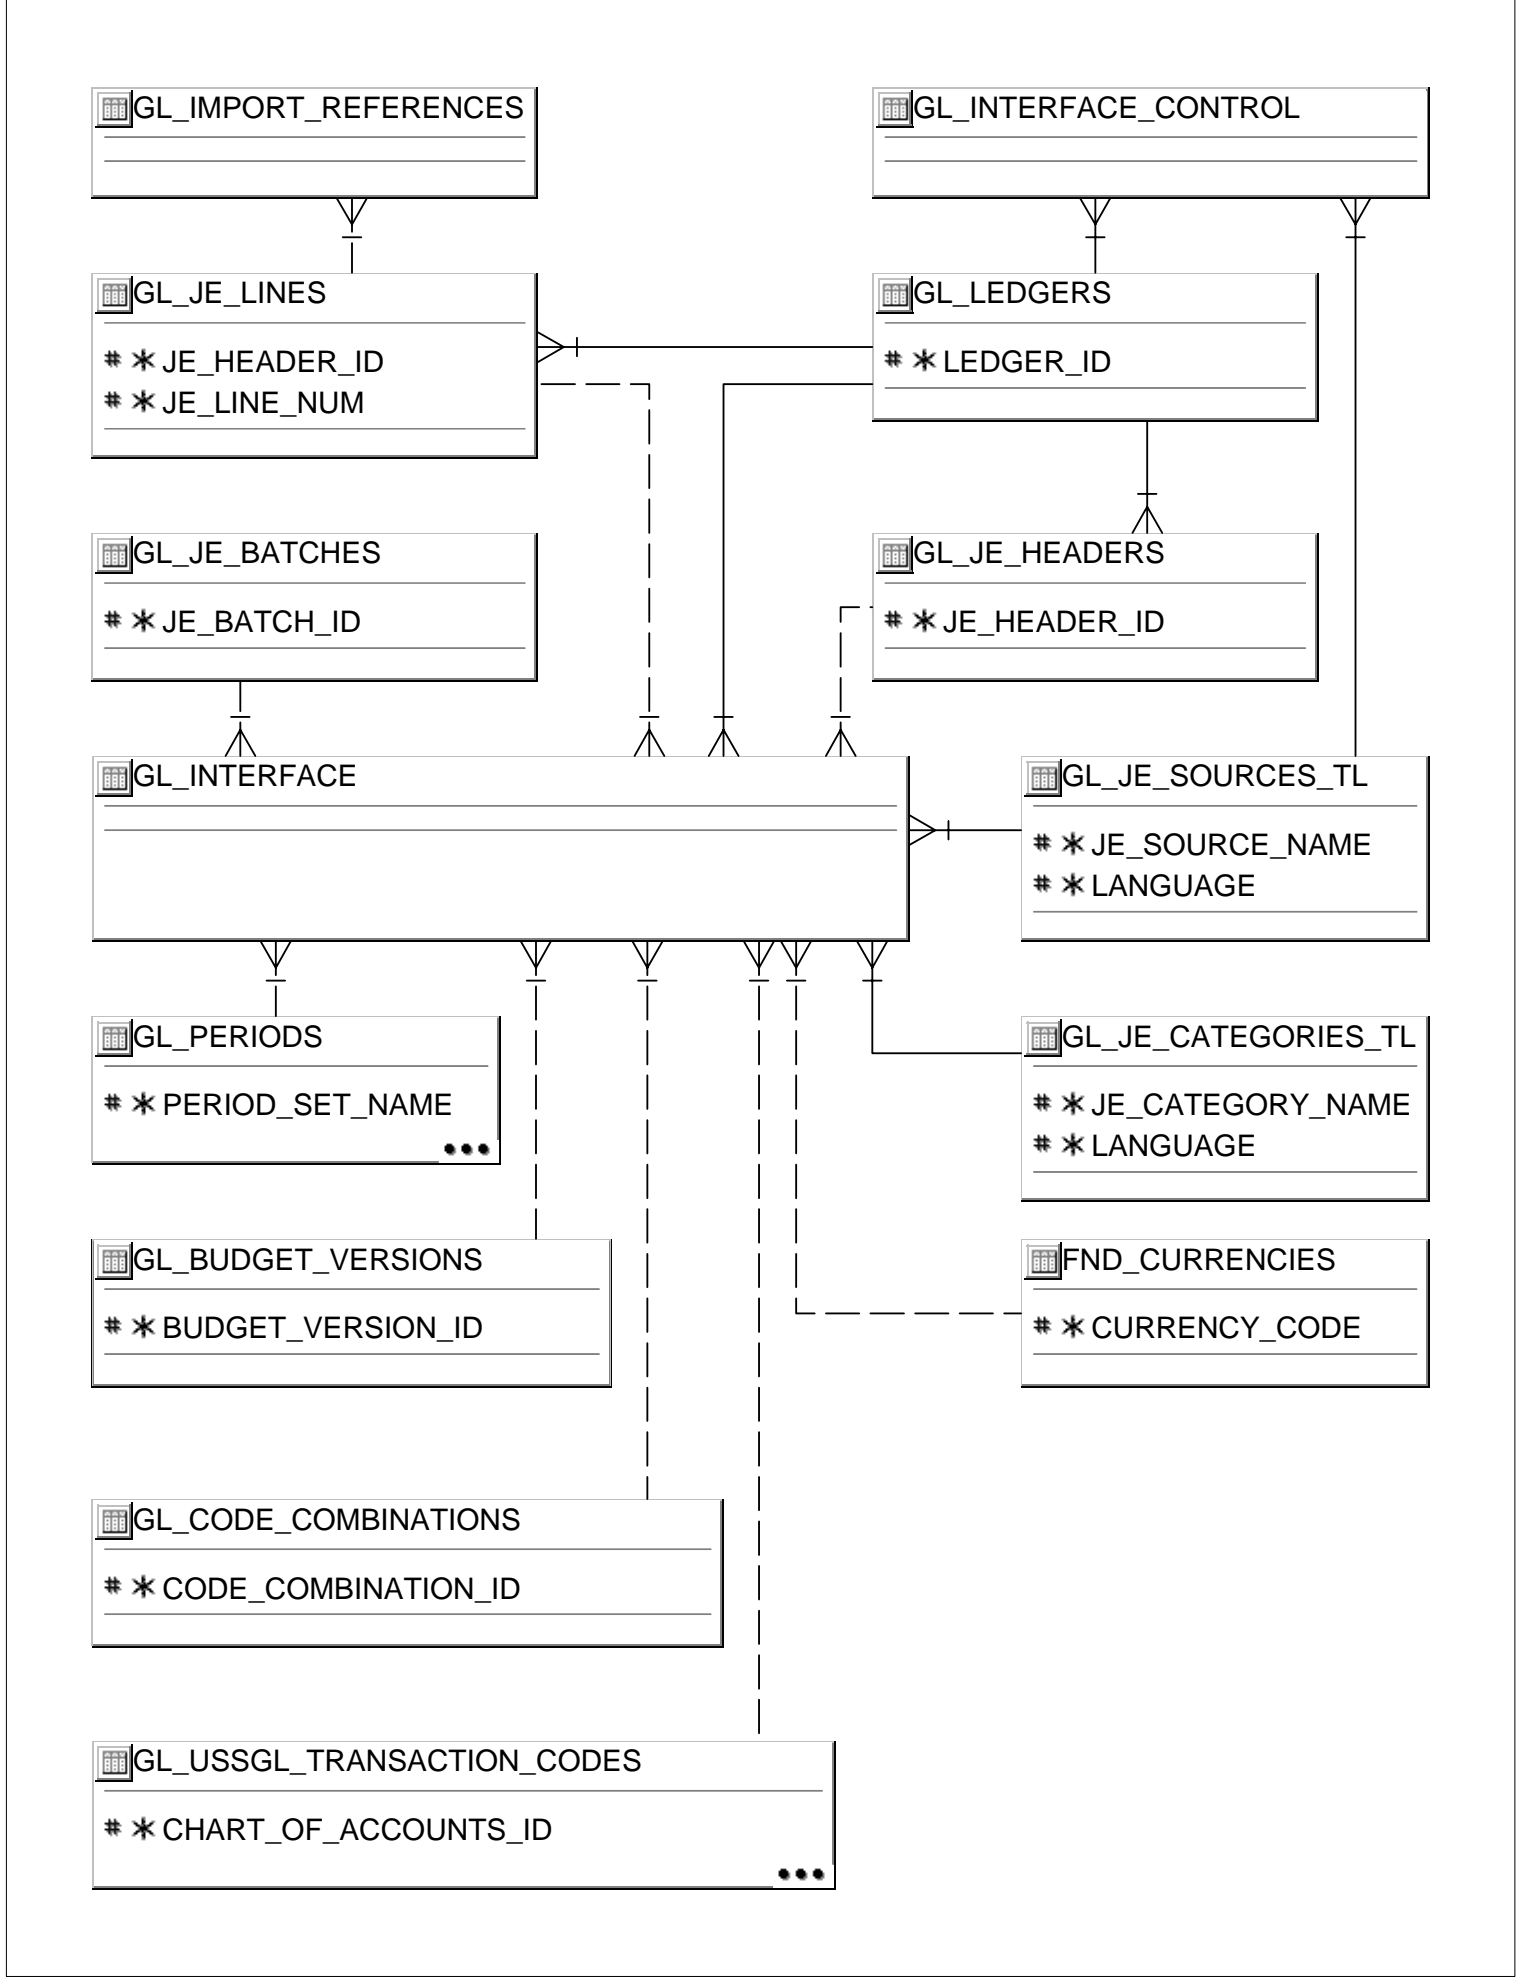 GL_IMPORT_REFERENCES
GL_INTERFACE_CONTROL
GL_JE_LINES
# * JE_HEADER_ID
# * JE_LINE_NUM
GL_LEDGERS
# * LEDGER_ID
GL_JE_BATCHES
# * JE_BATCH_ID
GL_JE_HEADERS
# * JE_HEADER_ID
GL_INTERFACE
GL_JE_SOURCES_TL
# * JE_SOURCE_NAME
# * LANGUAGE
GL_PERIODS
# * PERIOD_SET_NAME
...
GL_JE_CATEGORIES_TL
# * JE_CATEGORY_NAME
# * LANGUAGE
GL_BUDGET_VERSIONS
# * BUDGET_VERSION_ID
FND_CURRENCIES
# * CURRENCY_CODE
GL_CODE_COMBINATIONS
# * CODE_COMBINATION_ID
GL_USSGL_TRANSACTION_CODES
# * CHART_OF_ACCOUNTS_ID
...